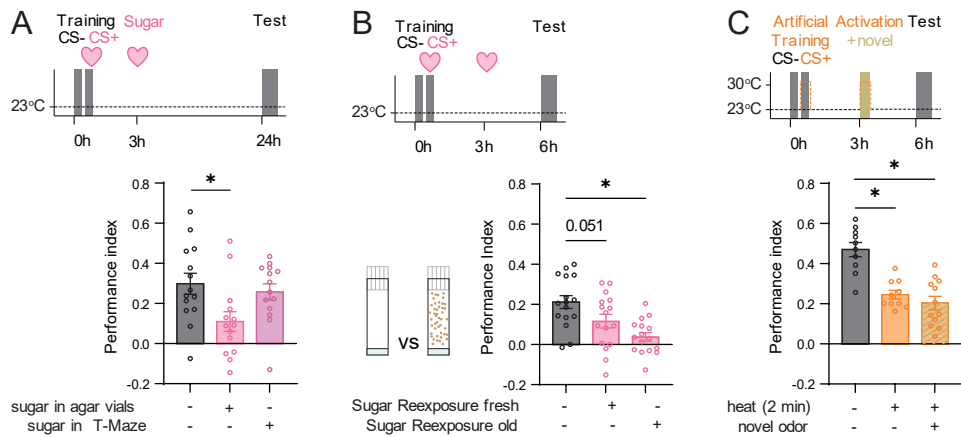 A
Training Sugar
CS- CS+
Test
23°C
0h 3h 24h
*
Performance index
0.8
0.6
0.4
0.2
0.0
-0.2
sugar in agar vials - + -
sugar in T-Maze - - +
B
Training
CS- CS+
Test
23°C
0h 3h 6h
vs
*
0.051
Performance Index
0.8
0.6
0.4
0.2
0.0
-0.2
Sugar Reexposure fresh - + -
Sugar Reexposure old - - +
C
Artificial Activation Test
Training +novel
CS- CS+
30°C
23°C
0h 3h 6h
*
*
Performance index
0.8
0.6
0.4
0.2
0.0
-0.2
heat (2 min) - + +
novel odor - - +